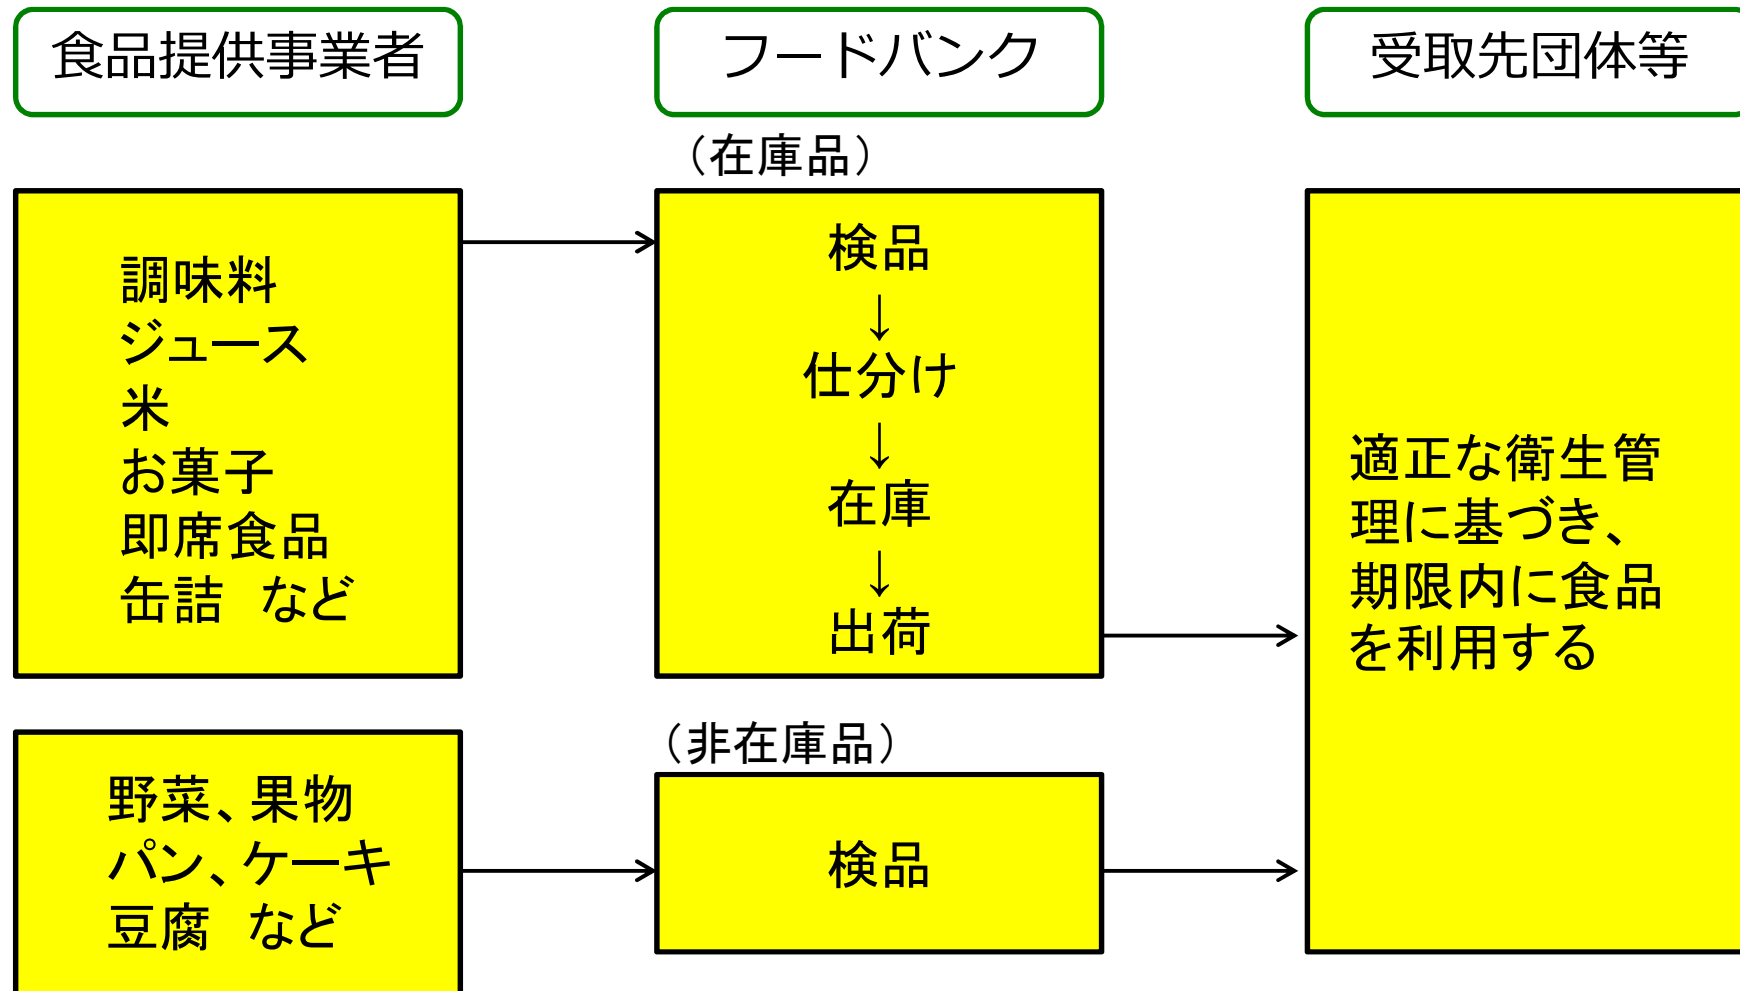 食品提供事業者
フードバンク
受取先団体等
（在庫品）
調味料
ジュース
米
お菓子
即席食品
缶詰　など
検品
↓
仕分け
↓
在庫
↓
出荷
適正な衛生管
理に基づき、
期限内に食品
を利用する
（非在庫品）
野菜、果物
パン、ケーキ
豆腐　など
検品